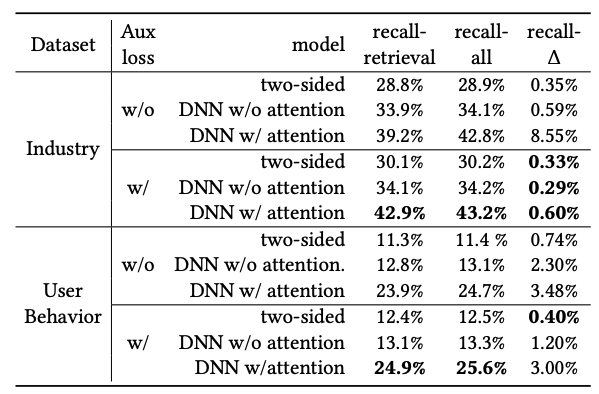 Dataset Aux loss model recall-retrieval recall-all recall-Δ
Industry w/o two-sided 28.8% 28.9% 0.35%
DNN w/o attention 33.9% 34.1% 0.59%
DNN w/ attention 39.2% 42.8% 8.55%
w/ two-sided 30.1% 30.2% 0.33%
DNN w/o attention 34.1% 34.2% 0.29%
DNN w/ attention 42.9% 43.2% 0.60%
User Behavior w/o two-sided 11.3% 11.4 % 0.74%
DNN w/o attention. 12.8% 13.1% 2.30%
DNN w/ attention 23.9% 24.7% 3.48%
w/ two-sided 12.4% 12.5% 0.40%
DNN w/o attention 13.1% 13.3% 1.20%
DNN w/attention 24.9% 25.6% 3.00%